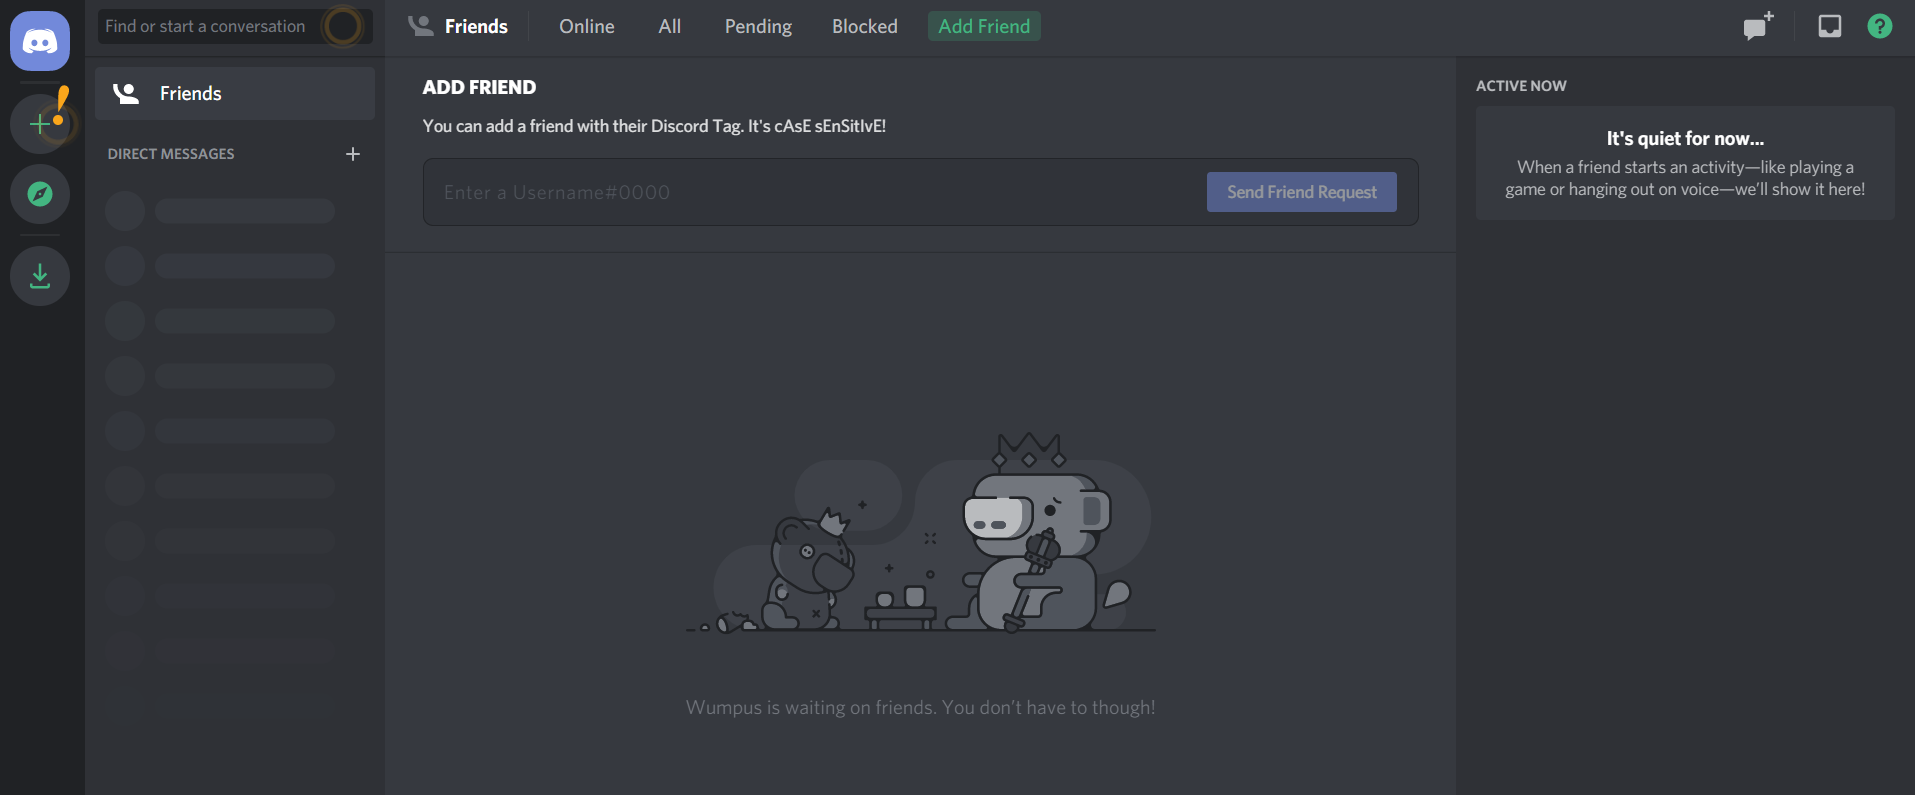 Find or start a conversation
Friends
Online
All
Pending
Blocked
Add Friend
Friends
DIRECT MESSAGES
ADD FRIEND
You can add a friend with their Discord Tag. It's cAsE sEnSitIvE!
Enter a Username#0000
Send Friend Request
Wumpus is waiting on friends. You don't have to though!
ACTIVE NOW
It's quiet for now...
When a friend starts an activity—like playing a
game or hanging out on voice—we'll show it here!